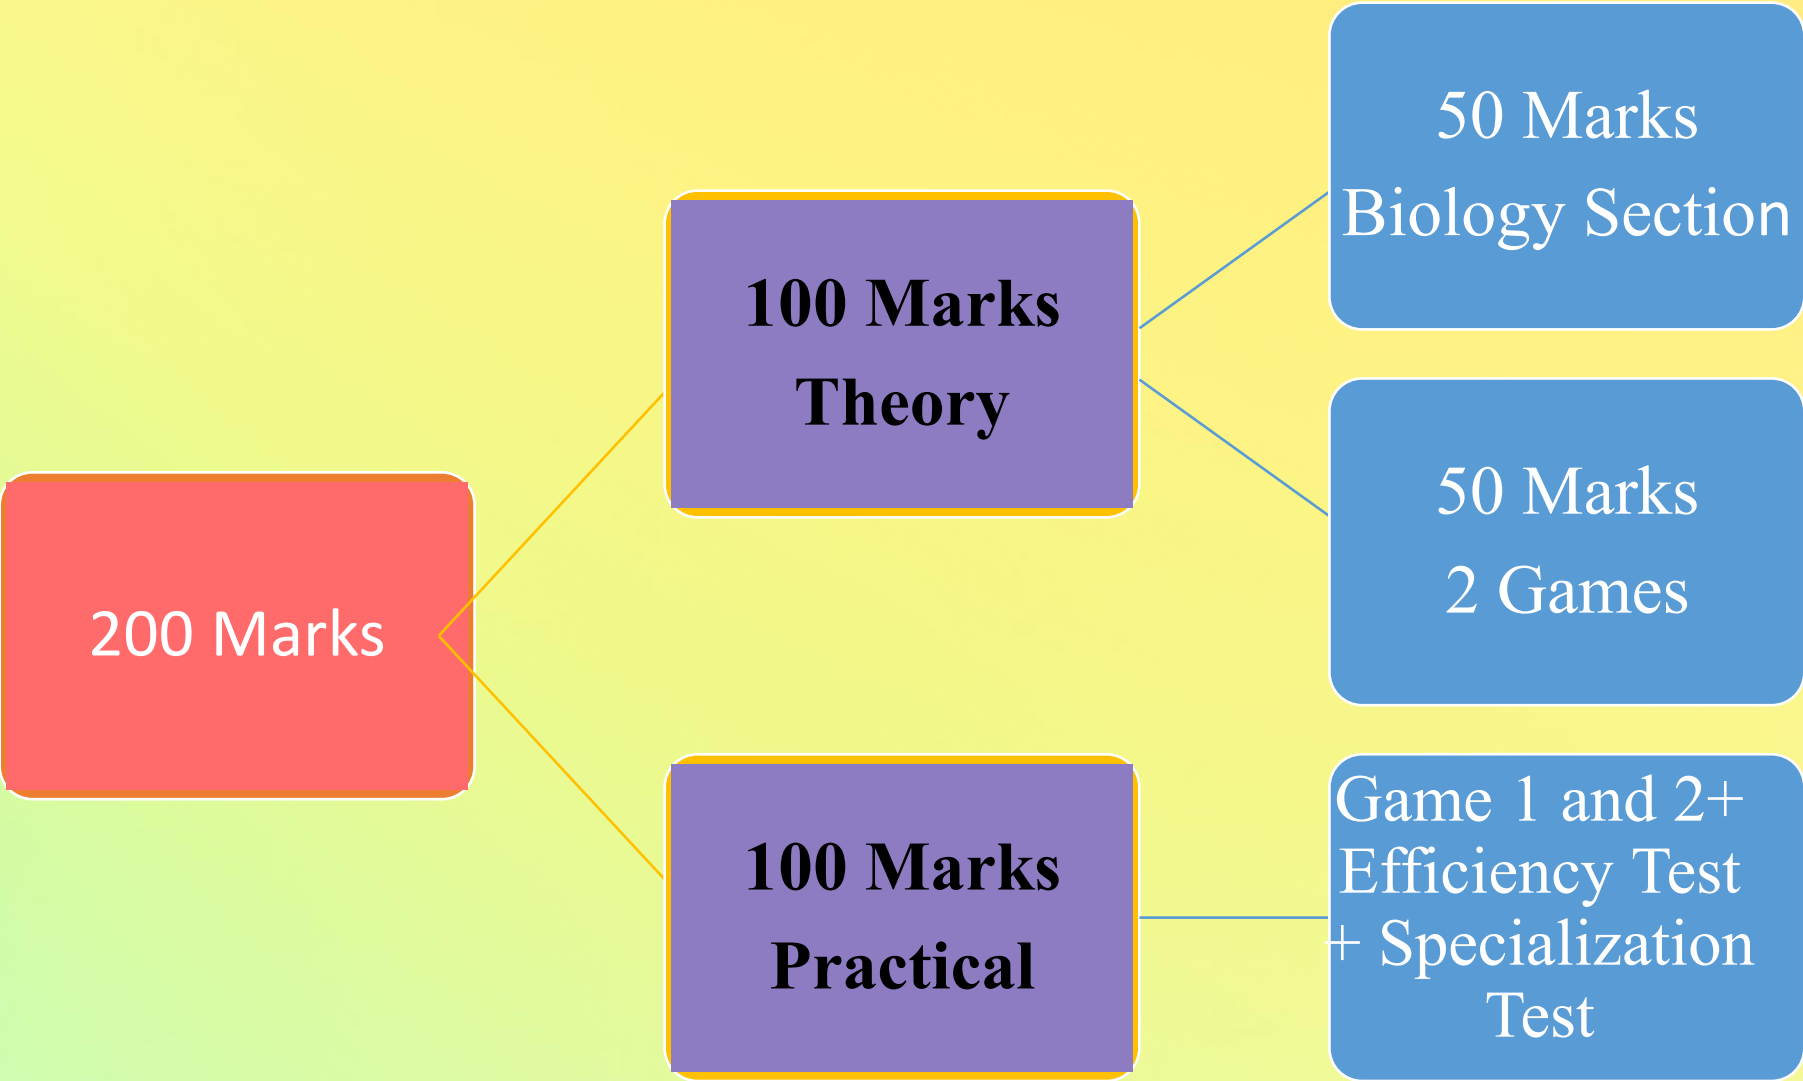 200 Marks
100 Marks
Theory
50 Marks
Biology Section
50 Marks
2 Games
100 Marks
Practical
Game 1 and 2+
Efficiency Test
+ Specialization
Test